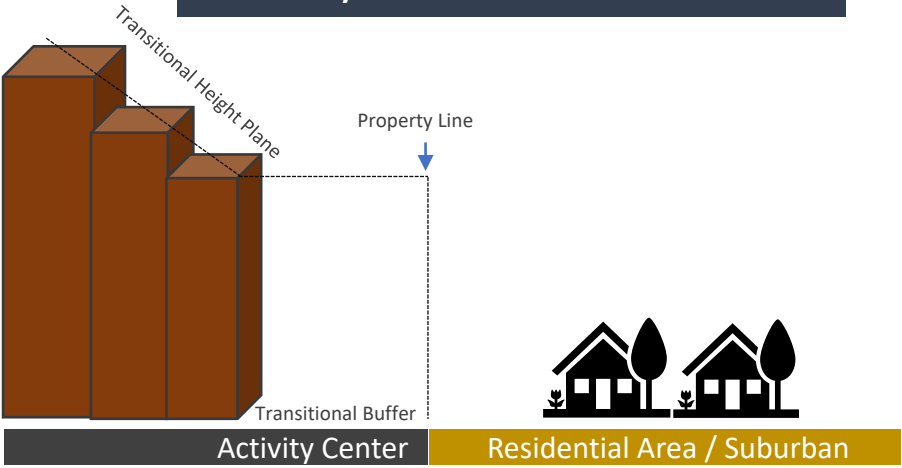 Transitional Height Plane
Property Line
Transitional Buffer
Activity Center
Residential Area / Suburban